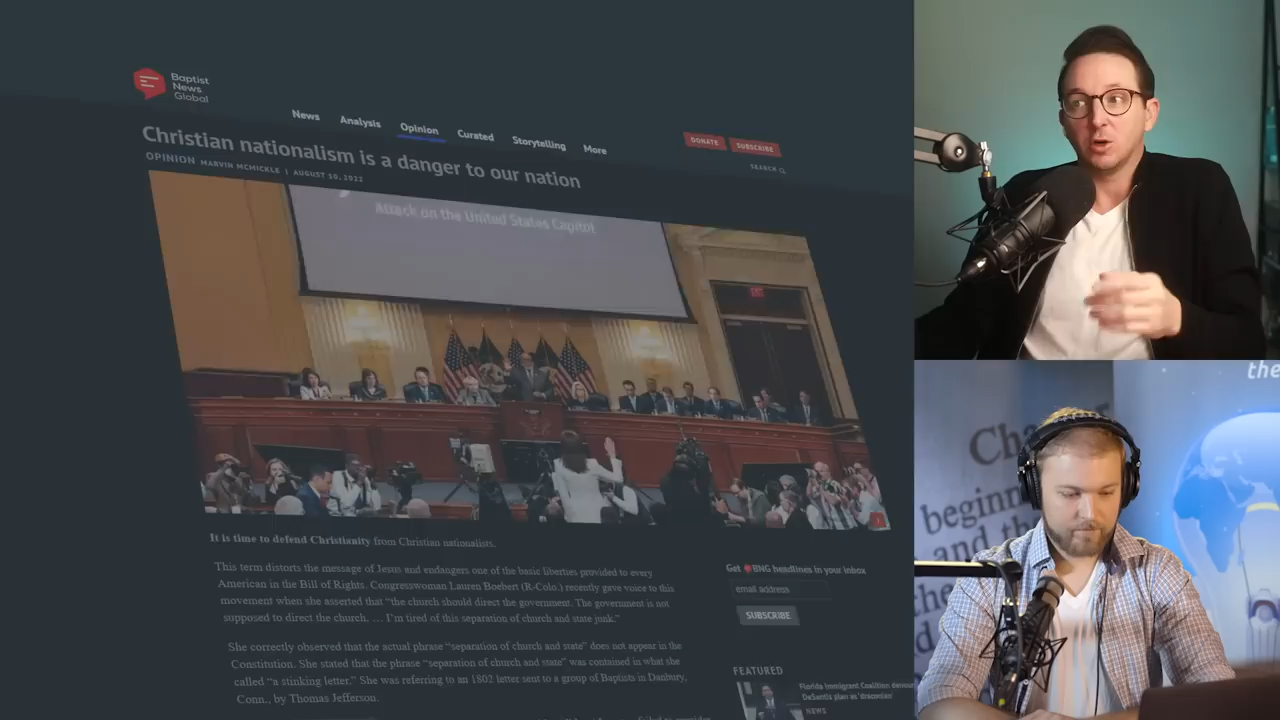 Baptist
News
Global
News Analysis Opinion Curated Storytelling More
DONATE SUBSCRIBE
SEARCH
Christian nationalism is a danger to our nation
OPINION MARVIN MCMICKLE | AUGUST 10, 2022
Attack on the United States Capitol
It is time to defend Christianity from Christian nationalists.
This term distorts the message of Jesus and endangers one of the basic liberties provided to every
American in the Bill of Rights. Congresswoman Lauren Boebert (R-Colo.) recently gave voice to this
movement when she asserted that “the church should direct the government. The government is not
supposed to direct the church. … I’m tired of this separation of church and state junk.”
She correctly observed that the actual phrase “separation of church and state” does not appear in the
Constitution. She stated that the phrase “separation of church and state” was contained in what she
called “a stinking letter.” She was referring to an 1802 letter sent to a group of Baptists in Danbury,
Conn., by Thomas Jefferson.
Get BNG headlines in your inbox
email address
SUBSCRIBE
FEATURED
Florida Immigrant Coalition
DeSantis plan as ‘draconian’
NEWS
the
beginn
and